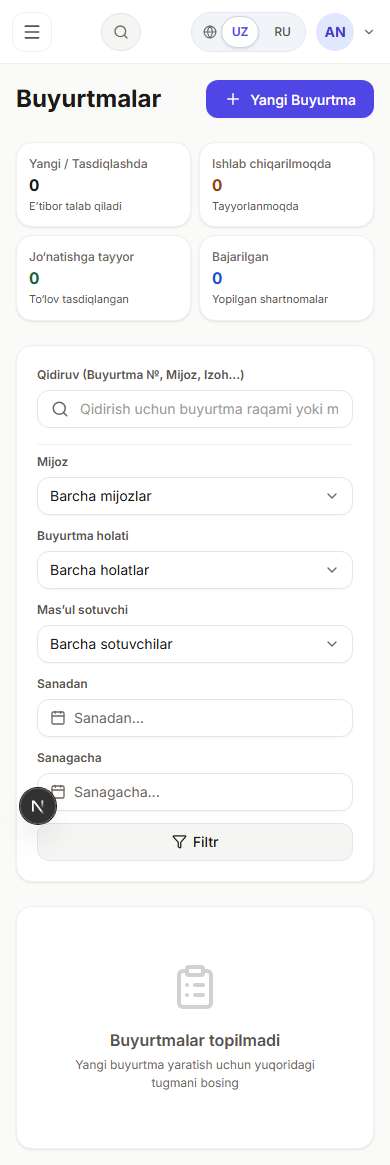 UZ RU AN
Buyurtmalar
Yangi Buyurtma
Yangi / Tasdiqlashda
0
E'tibor talab qiladi
Ishlab chiqarilmoqda
0
Tayyorlanmoqda
Jo‘natishga tayyor
0
To‘lov tasdiqlangan
Bajarilgan
0
Yopilgan shartnomalar
Qidiruv (Buyurtma №, Mijoz, Izoh...)
Qidirish uchun buyurtma raqami yoki m
Mijoz
Barcha mijozlar
Buyurtma holati
Barcha holatlar
Mas'ul sotuvchi
Barcha sotuvchilar
Sanadan
Sanadan...
Sanagacha
Sanagacha...
N
Filtr
Buyurtmalar topilmadi
Yangi buyurtma yaratish uchun yuqoridagi
tugmani bosing